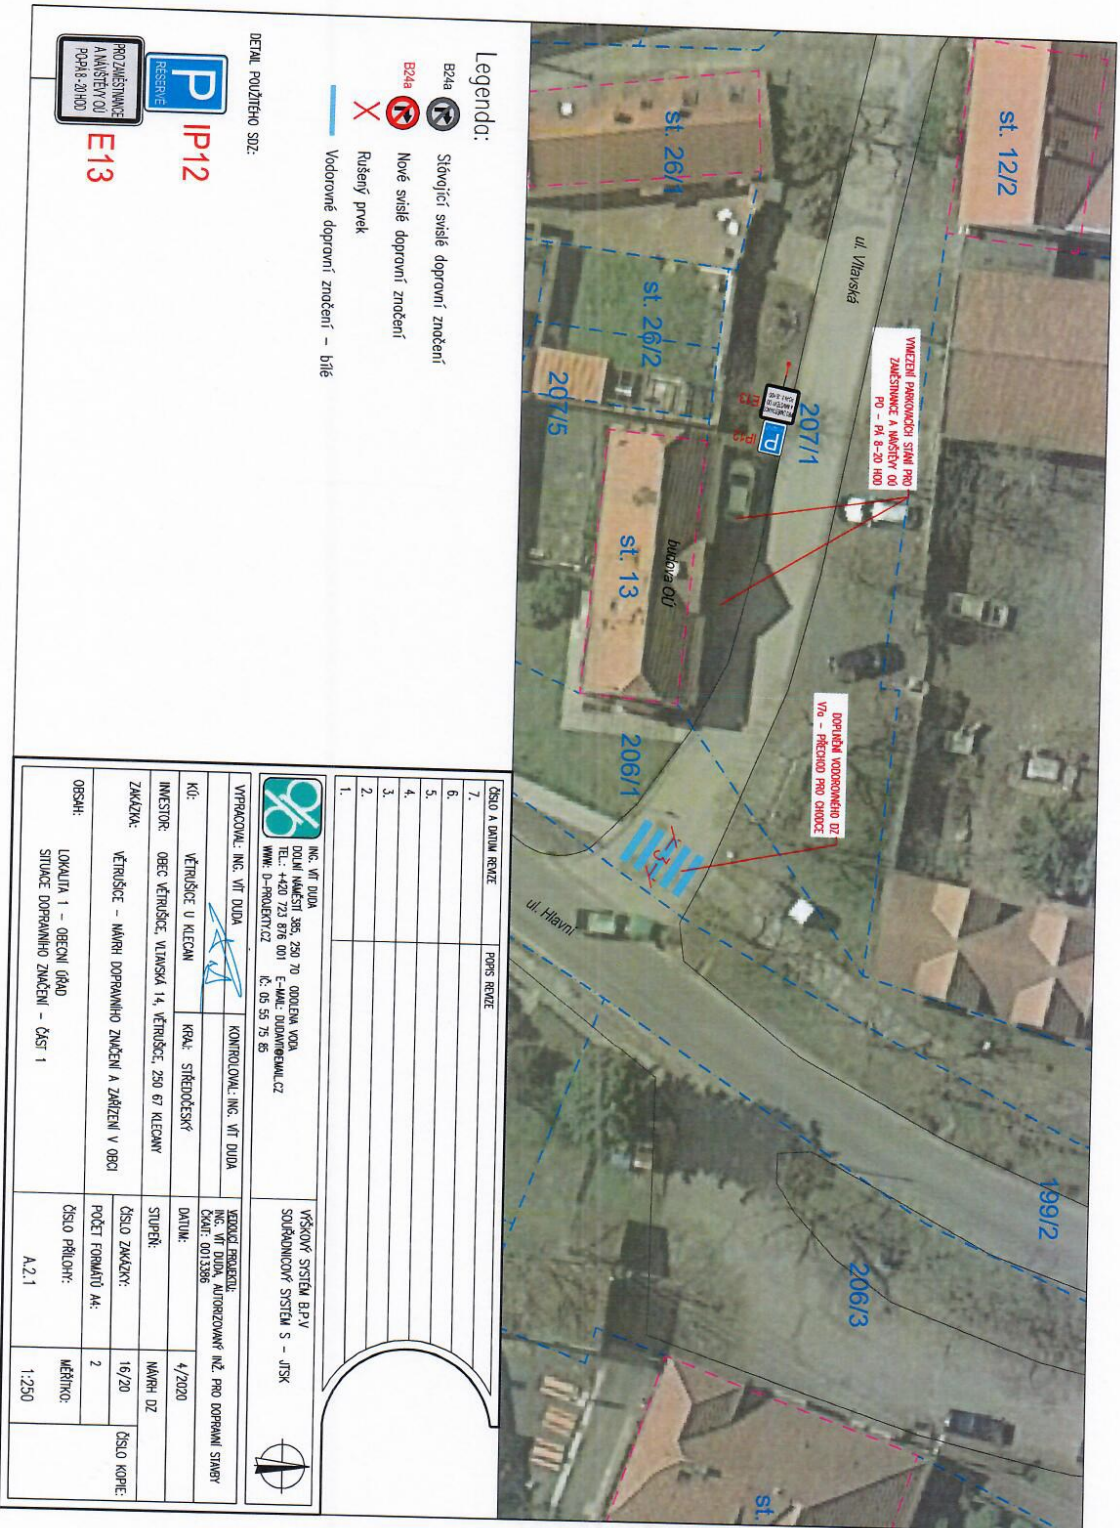 st. 12/2
st. 26/1
ul. Vltavská
VYMEZENÍ PARKOVACÍCH STÁNÍ PRO
ZAMĚSTNANCE A NÁVŠTĚVY OÚ
PO - PÁ 8-20 HOD
st. 26/2
207/5
207/1
E13
IP12
budova OÚ
st. 13
DOPLNĚNÍ VODOROVNÉHO DZ
V7a - PŘECHOD PRO CHODCE
206/1
ul. Hlavní
199/2
206/3
st.
Legenda:
B24a Stávající svislé dopravní značení
B24a Nové svislé dopravní značení
Rušený prvek
Vodorovné dopravní značení - bílé
DETAIL POUŽITÉHO SDZ:
P
RESERVÉ
IP12
PRO ZAMĚSTNANCE
A NÁVŠTĚVY OÚ
PO-PÁ 8-20 HOD
E13
ČÍSLO A DATUM REVIZE POPIS REVIZE
7.
6.
5.
4.
3.
2.
1.
ING. VÍT DUDA
DOLNÍ NÁMĚSTÍ 385, 250 70 ODOLENA VODA
TEL.: +420 723 876 001 E-MAIL: DUDAVIT@EMAIL.CZ
WWW: D-PROJEKTY.CZ IČ: 05 55 75 85
VÝŠKOVÝ SYSTÉM B.P.V
SOUŘADNICOVÝ SYSTÉM S - JTSK
VYPRACOVAL: ING. VÍT DUDA
KONTROLOVAL: ING. VÍT DUDA
VEDOUCÍ PROJEKTU:
ING. VÍT DUDA, AUTORIZOVANÝ INŽ. PRO DOPRAVNÍ STAVBY
ČKAIT: 0013386
KÚ: VĚTRUŠICE U KLECAN
KRAJ: STŘEDOČESKÝ
DATUM: 4/2020
INVESTOR: OBEC VĚTRUŠICE, VLTAVSKÁ 14, VĚTRUŠICE, 250 67 KLECANY
STUPEŇ: NÁVRH DZ
ZAKÁZKA:
VĚTRUŠICE - NÁVRH DOPRAVNÍHO ZNAČENÍ A ZAŘÍZENÍ V OBCI
ČÍSLO ZAKÁZKY: 16/20
ČÍSLO KOPIE:
POČET FORMÁTŮ A4: 2
OBSAH:
LOKALITA 1 - OBECNÍ ÚŘAD
SITUACE DOPRAVNÍHO ZNAČENÍ - ČÁST 1
ČÍSLO PŘÍLOHY:
A.2.1
MĚŘÍTKO:
1:250